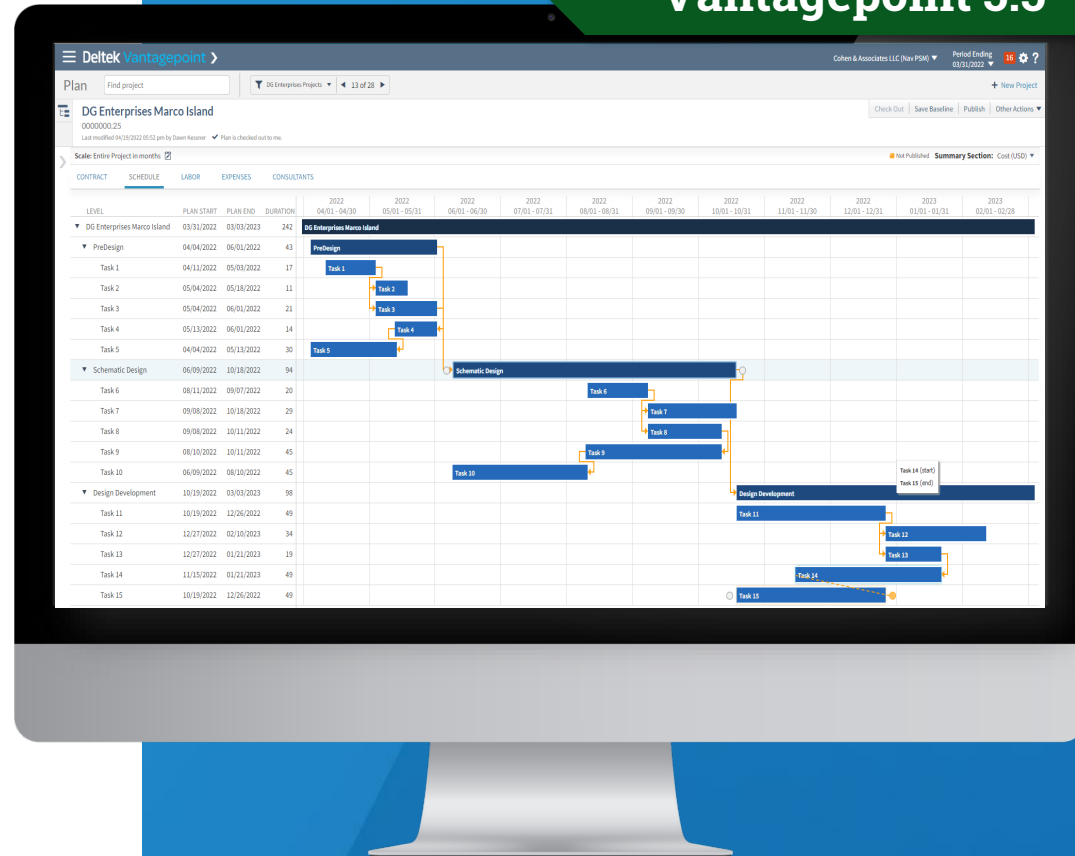 Vantagepoint 5.5
Deltek Vantagepoint ❯
Cohen & Associates LLC (Nav PSM) ▼
Period Ending
03/31/2022 ▼
16
?
Plan
Find project
DG Enterprises Projects ▼
◀ 13 of 28 ▶
+ New Project
DG Enterprises Marco Island
0000000.25
Last modified 04/19/2022 05:52 pm by Dawn Kessner ✔ Plan is checked out to me.
Check Out | Save Baseline | Publish | Other Actions ▼
Scale: Entire Project in months
Not Published Summary Section: Cost (USD) ▼
CONTRACT SCHEDULE LABOR EXPENSES CONSULTANTS
2022 2022 2022 2022 2022 2022 2022 2022 2022 2023 2023
LEVEL PLAN START PLAN END DURATION 04/01 - 04/30 05/01 - 05/31 06/01 - 06/30 07/01 - 07/31 08/01 - 08/31 09/01 - 09/30 10/01 - 10/31 11/01 - 11/30 12/01 - 12/31 01/01 - 01/31 02/01 - 02/28
DG Enterprises Marco Island 03/31/2022 03/03/2023 242 DG Enterprises Marco Island
PreDesign 04/04/2022 06/01/2022 43 PreDesign
Task 1 04/11/2022 05/03/2022 17 Task 1
Task 2 05/04/2022 05/18/2022 11 Task 2
Task 3 05/04/2022 06/01/2022 21 Task 3
Task 4 05/13/2022 06/01/2022 14 Task 4
Task 5 04/04/2022 05/13/2022 30 Task 5
Schematic Design 06/09/2022 10/18/2022 94 Schematic Design
Task 6 08/11/2022 09/07/2022 20 Task 6
Task 7 09/08/2022 10/18/2022 29 Task 7
Task 8 09/08/2022 10/11/2022 24 Task 8
Task 9 08/10/2022 10/11/2022 45 Task 9
Task 10 06/09/2022 08/10/2022 45 Task 10
Task 14 (start)
Task 15 (end)
Design Development 10/19/2022 03/03/2023 98 Design Development
Task 11 10/19/2022 12/26/2022 49 Task 11
Task 12 12/27/2022 02/10/2023 34 Task 12
Task 13 12/27/2022 01/21/2023 19 Task 13
Task 14 11/15/2022 01/21/2023 49 Task 14
Task 15 10/19/2022 12/26/2022 49 Task 15